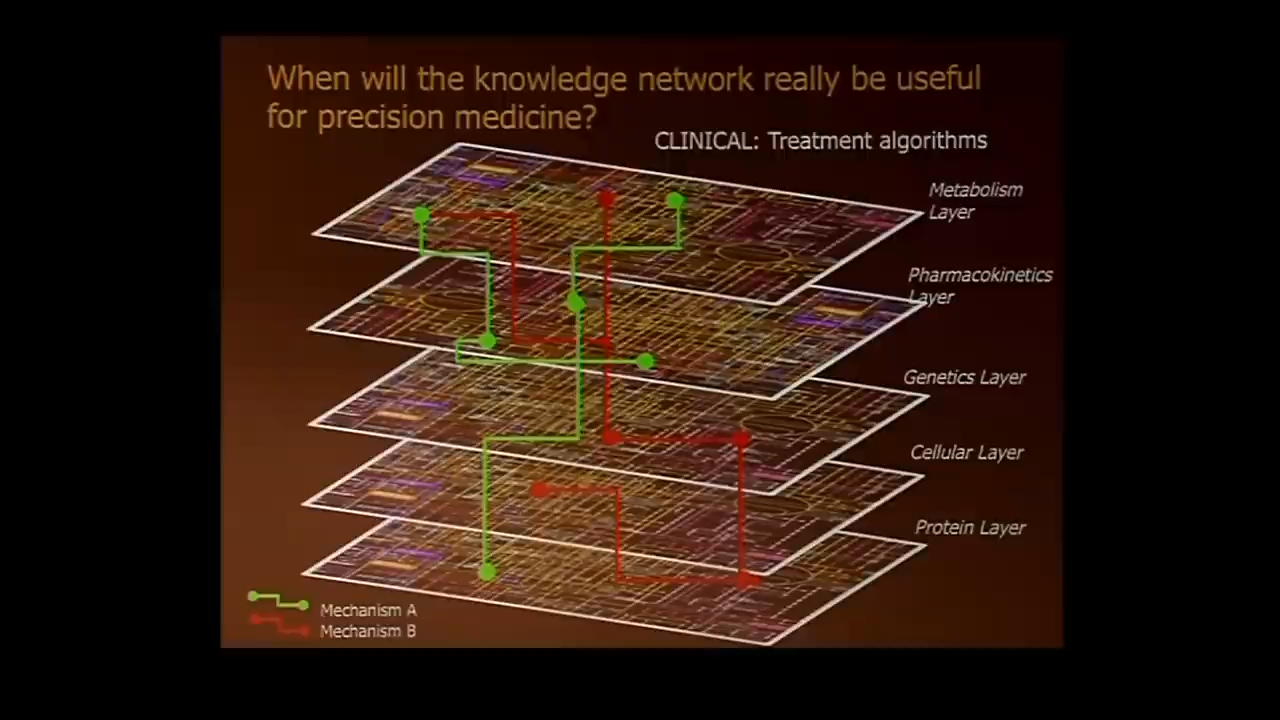 When will the knowledge network really be useful
for precision medicine?
CLINICAL: Treatment algorithms
Metabolism
Layer
Pharmacokinetics
Layer
Genetics Layer
Cellular Layer
Protein Layer
Mechanism A
Mechanism B